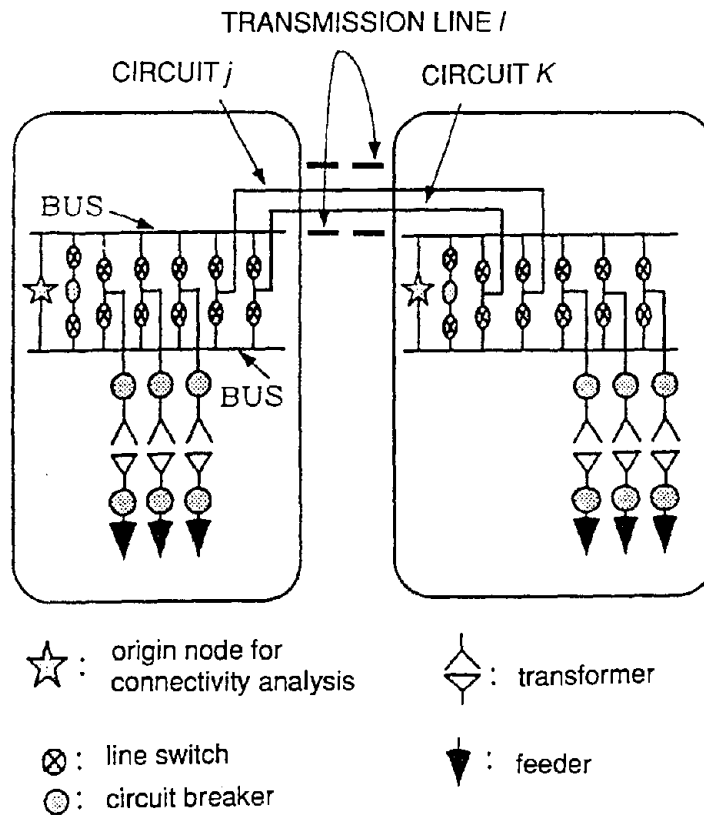 TRANSMISSION LINE l
CIRCUIT j
CIRCUIT K
BUS
BUS
: origin node for
connectivity analysis
: transformer
: line switch
: feeder
: circuit breaker